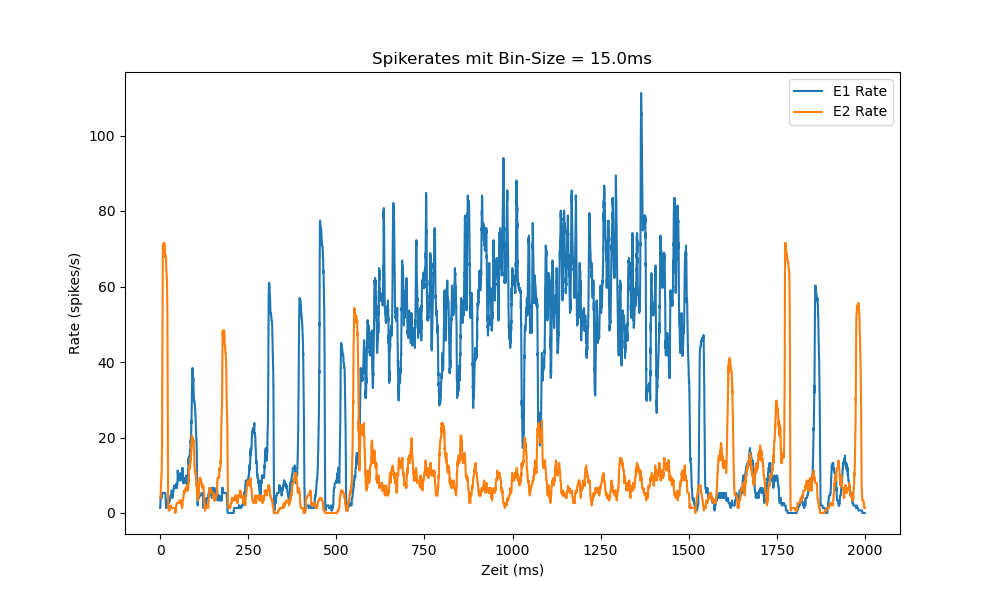 Spikerates mit Bin-Size = 15.0ms
E1 Rate
E2 Rate
Rate (spikes/s)
100
80
60
40
20
0
0 250 500 750 1000 1250 1500 1750 2000
Zeit (ms)